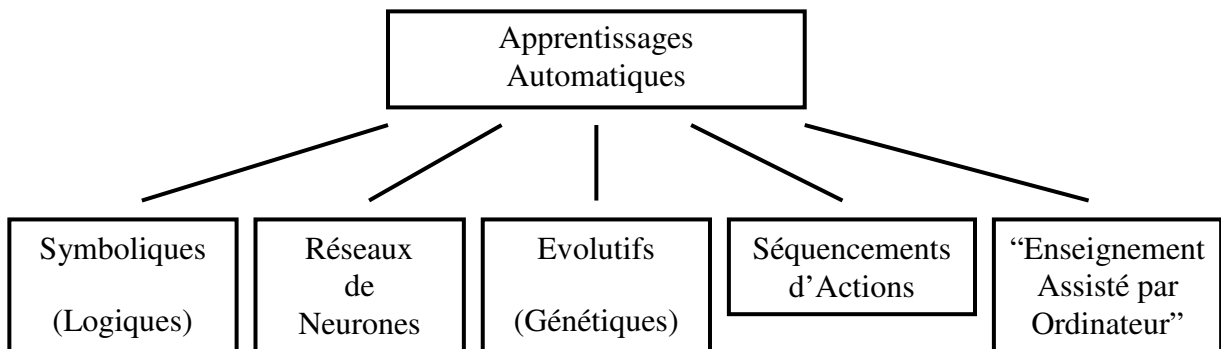 Apprentissages
Automatiques
Symboliques
(Logiques)
Réseaux
de
Neurones
Evolutifs
(Génétiques)
Séquencements
d’Actions
“Enseignement
Assisté par
Ordinateur”